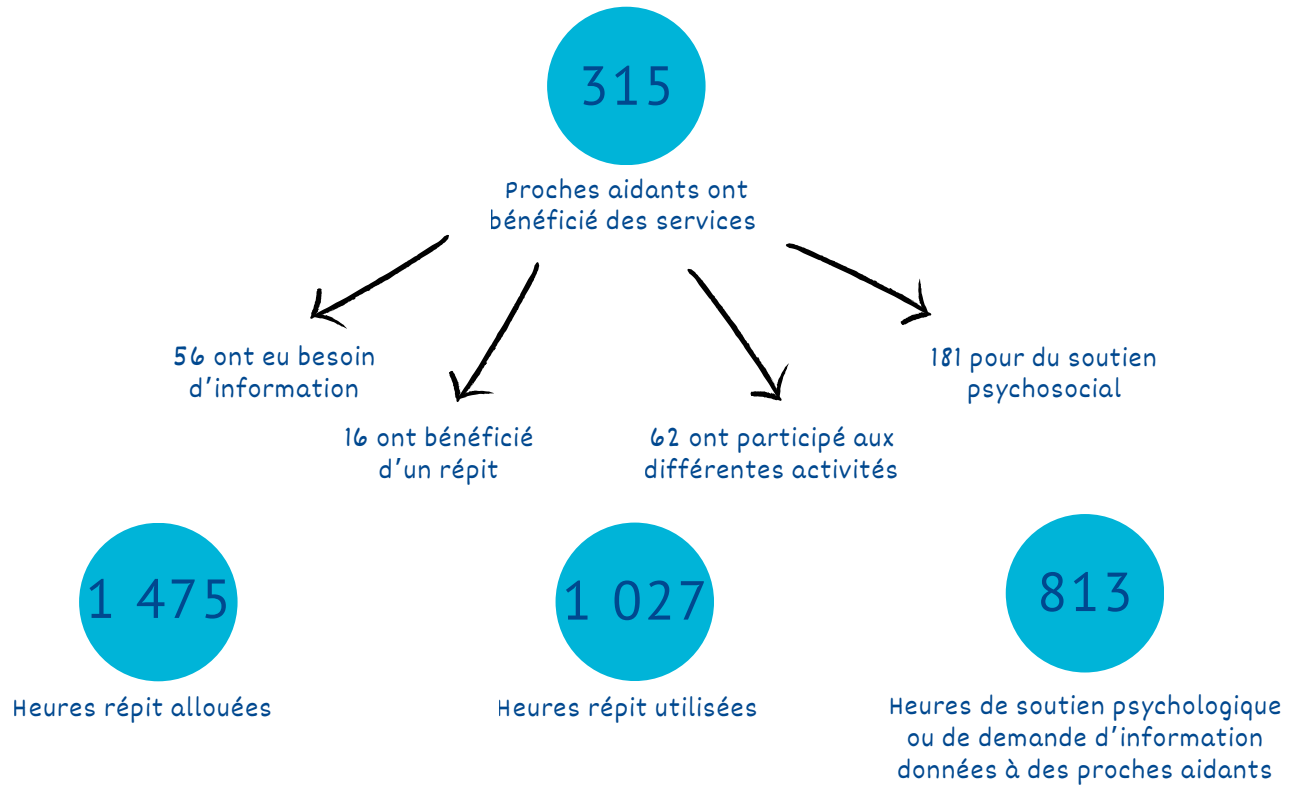 315
Proches aidants ont
bénéficié des services
56 ont eu besoin
d'information
181 pour du soutien
psychosocial
16 ont bénéficié
d'un répit
62 ont participé aux
différentes activités
1 475
Heures répit allouées
1 027
Heures répit utilisées
813
Heures de soutien psychologique
ou de demande d'information
données à des proches aidants